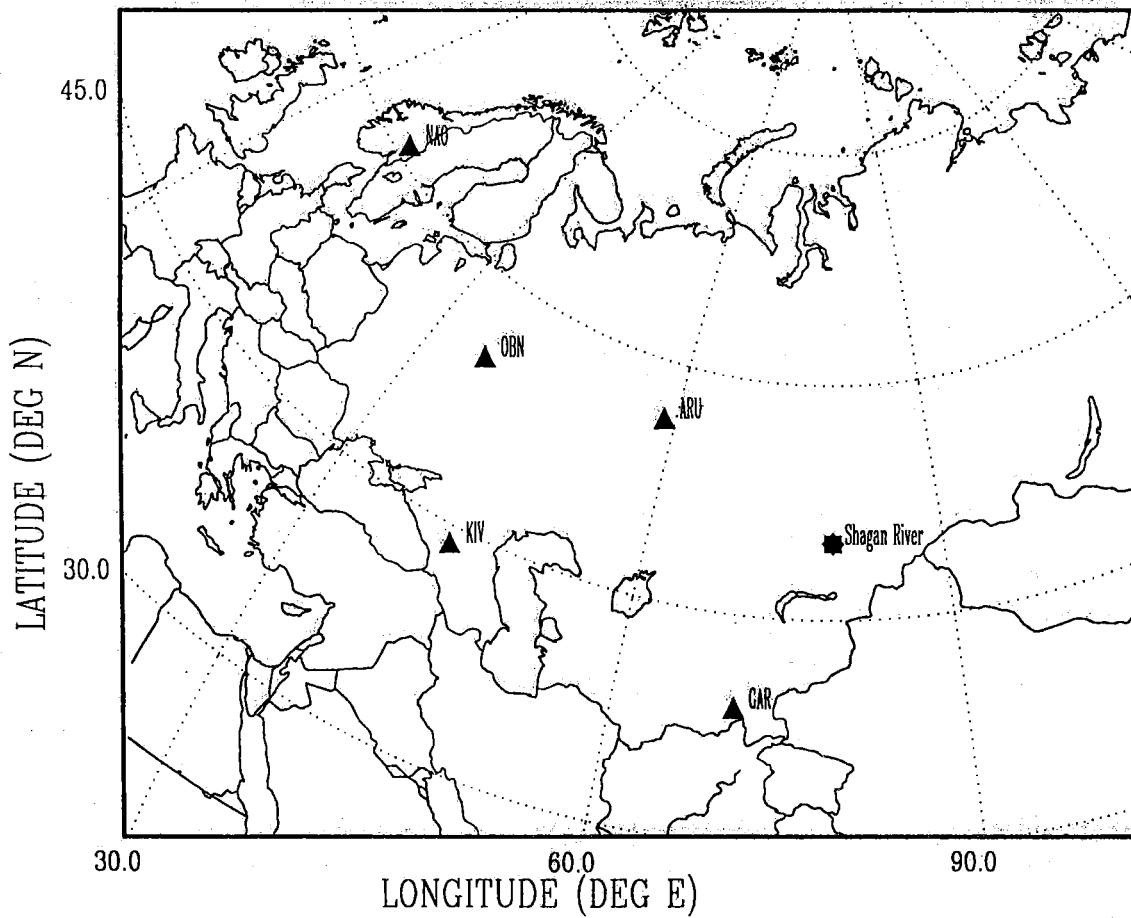 45.0
NAO
OBN
ARU
KIV
Shagan River
30.0
GAR
LATITUDE (DEG N)
30.0
60.0
90.0
LONGITUDE (DEG E)